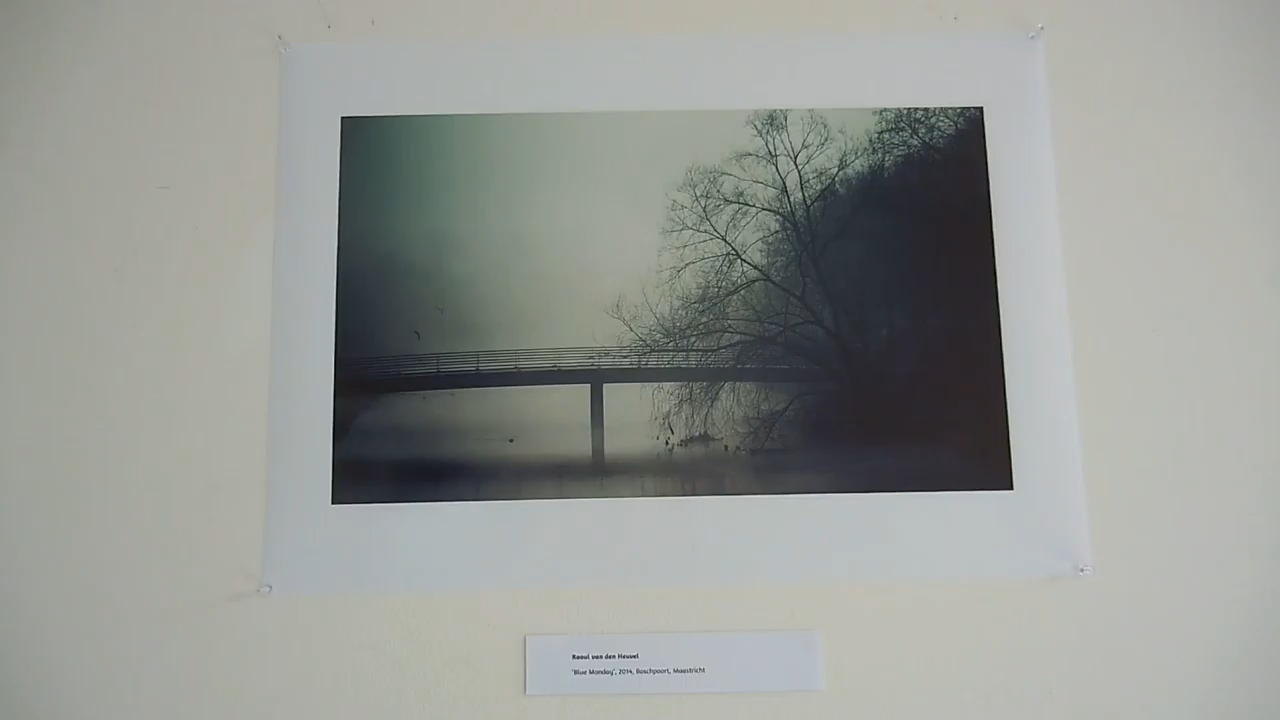 Raoul van den Heuvel
'Blue Monday', 2014, Boschpoort, Maastricht